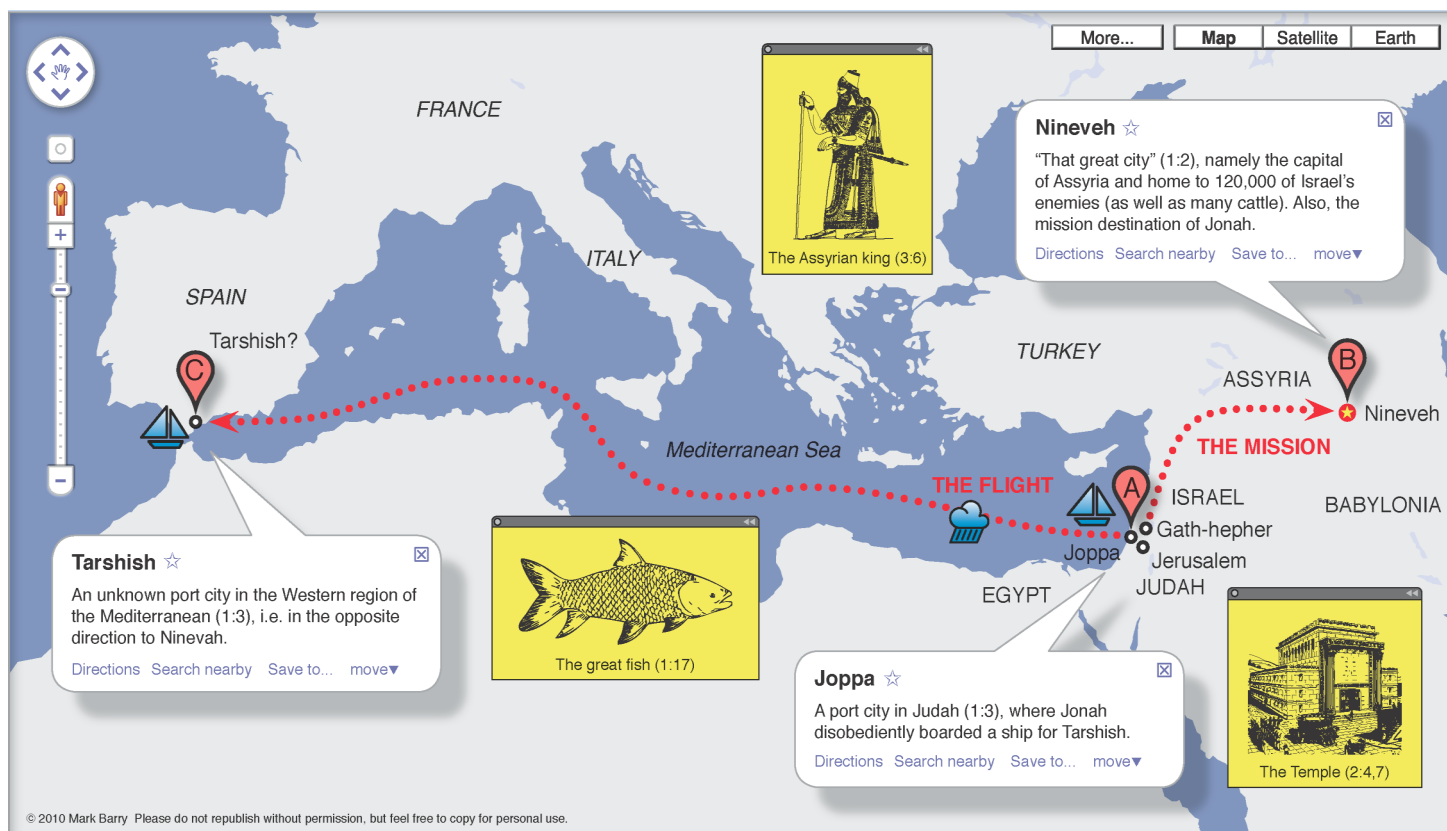 More...
Map
Satellite
Earth
FRANCE
SPAIN
ITALY
TURKEY
Tarshish?
C
The Assyrian king (3:6)
Nineveh ☆
“That great city” (1:2), namely the capital
of Assyria and home to 120,000 of Israel’s
enemies (as well as many cattle). Also, the
mission destination of Jonah.
Directions Search nearby Save to... move▼
B
ASSYRIA
Nineveh
THE MISSION
Mediterranean Sea
THE FLIGHT
A
ISRAEL
BABYLONIA
Gath-hepher
Joppa
Jerusalem
JUDAH
EGYPT
Tarshish ☆
An unknown port city in the Western region of
the Mediterranean (1:3), i.e. in the opposite
direction to Ninevah.
Directions Search nearby Save to... move▼
The great fish (1:17)
Joppa ☆
A port city in Judah (1:3), where Jonah
disobediently boarded a ship for Tarshish.
Directions Search nearby Save to... move▼
The Temple (2:4,7)
© 2010 Mark Barry Please do not republish without permission, but feel free to copy for personal use.